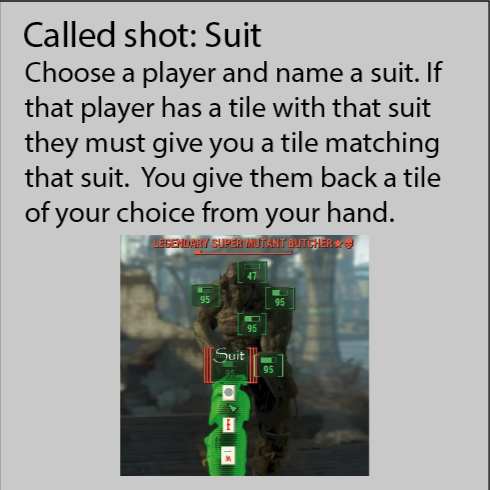 Called shot: Suit
Choose a player and name a suit. If
that player has a tile with that suit
they must give you a tile matching
that suit.  You give them back a tile
of your choice from your hand.
LEGENDARY SUPER MUTANT BUTCHER
47
95
95
95
Suit
95
95